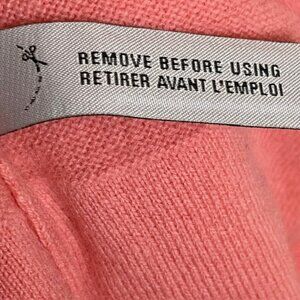 REMOVE BEFORE USING
RETIRER AVANT L'EMPLOI